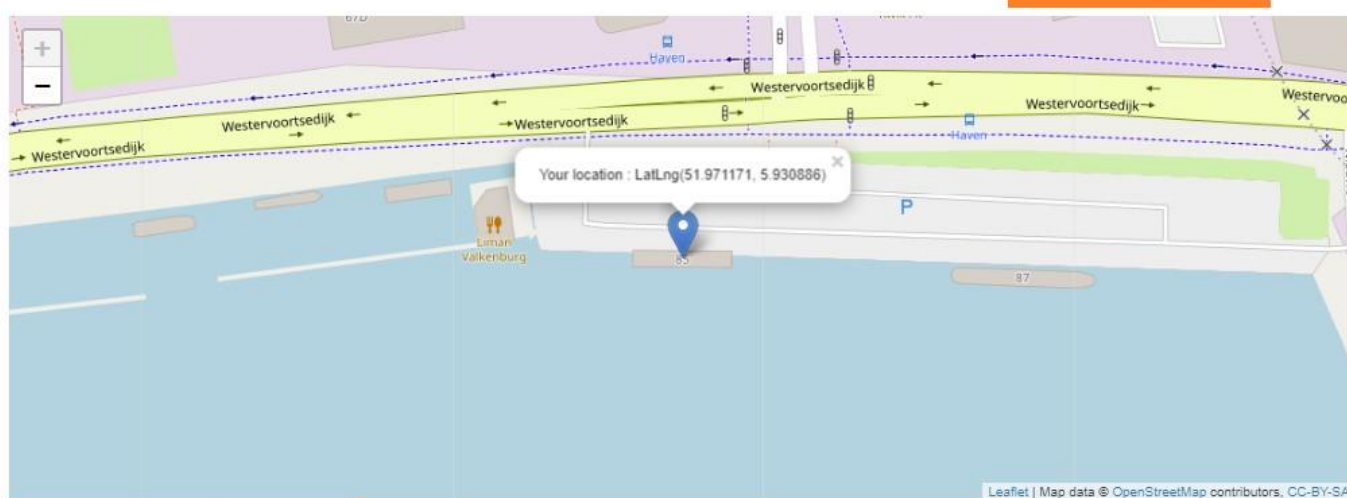 67D
+
−
Haven
Westervoortsedijk
Westervoo
Westervoortsedijk
Westervoortsedijk
Westervoortsedijk
Haven
Westervoortsedijk
×
Your location : LatLng(51.971171, 5.930886)
P
Liman
Valkenburg
85
87
Leaflet | Map data © OpenStreetMap contributors, CC-BY-SA